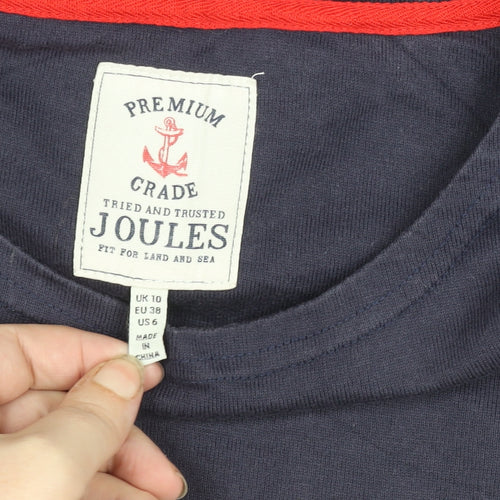 PREMIUM
GRADE
TRIED AND TRUSTED
JOULES
FIT FOR LAND AND SEA
UK 10
EU 38
US 6
MADE
IN
CHINA